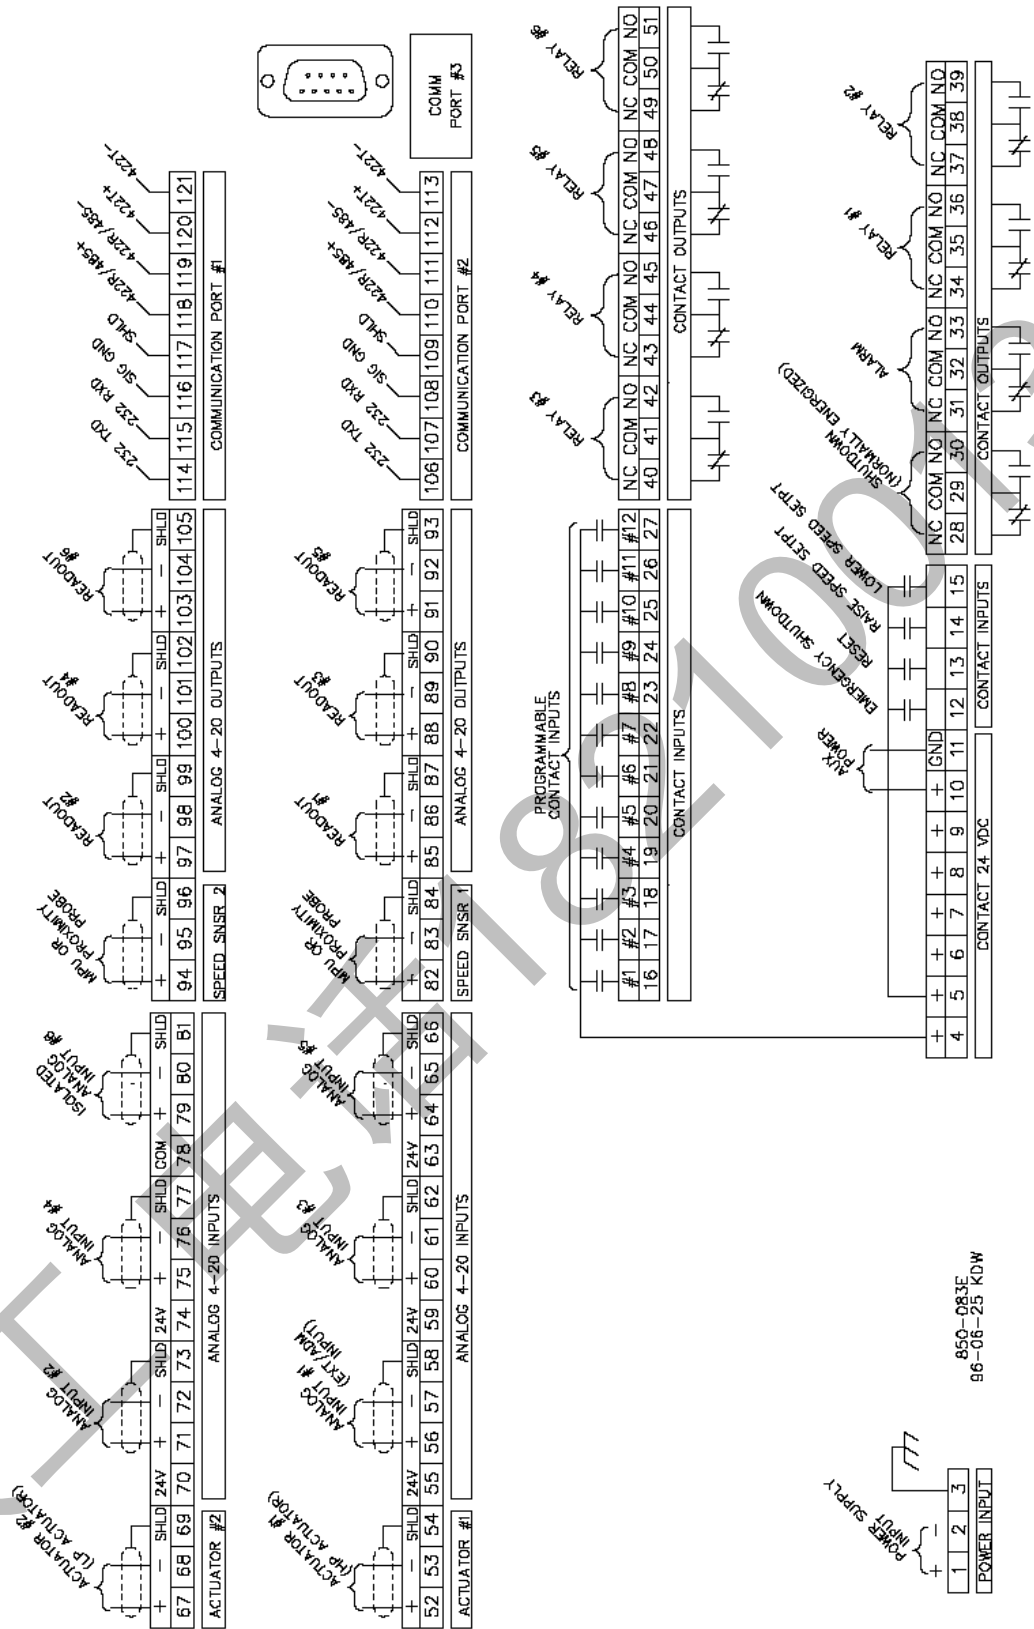 ACTUATOR #2
(LP ACTUATOR)
ANALOG
INPUT #2
ANALOG
INPUT #4
ISOLATED
ANALOG
INPUT #6
MPU OR
PROXIMITY
PROBE
READOUT
#2
READOUT
#4
READOUT
#6
232 TXD
232 RXD
SIG GND
SHLD
422R/485+
422R/485-
422T+
422T-
+ - SHLD 24V + - SHLD 24V + - SHLD COM + - SHLD + - SHLD + - SHLD + - SHLD + - SHLD
67 68 69 70 71 72 73 74 75 76 77 78 79 80 81 94 95 96 97 98 99 100 101 102 103 104 105 114 115 116 117 118 119 120 121
ACTUATOR #2
ANALOG 4-20 INPUTS
SPEED SNSR 2
ANALOG 4-20 OUTPUTS
COMMUNICATION PORT #1
ACTUATOR #1
(HP ACTUATOR)
ANALOG
INPUT #1
(EXT/ADM
INPUT)
ANALOG
INPUT #3
ANALOG
INPUT #5
MPU OR
PROXIMITY
PROBE
READOUT
#1
READOUT
#3
READOUT
#5
232 TXD
232 RXD
SIG GND
SHLD
422R/485+
422R/485-
422T+
422T-
+ - SHLD 24V + - SHLD 24V + - SHLD 24V + - SHLD + - SHLD + - SHLD + - SHLD + - SHLD
52 53 54 55 56 57 58 59 60 61 62 63 64 65 66 82 83 84 85 86 87 88 89 90 91 92 93 106 107 108 109 110 111 112 113
ACTUATOR #1
ANALOG 4-20 INPUTS
SPEED SNSR 1
ANALOG 4-20 OUTPUTS
COMMUNICATION PORT #2
COMM
PORT #3
PROGRAMMABLE
CONTACT INPUTS
RELAY #3
RELAY #4
RELAY #5
RELAY #6
#1 #2 #3 #4 #5 #6 #7 #8 #9 #10 #11 #12 NC COM NO NC COM NO NC COM NO NC COM NO
16 17 18 19 20 21 22 23 24 25 26 27 40 41 42 43 44 45 46 47 48 49 50 51
CONTACT INPUTS
CONTACT OUTPUTS
POWER SUPPLY
INPUT
AUX
POWER
EMERGENCY SHUTDOWN
RESET
RAISE SPEED SETPT
LOWER SPEED SETPT
SHUTDOWN
(NORMALLY ENERGIZED)
ALARM
RELAY #1
RELAY #2
+ - + + + + + + + GND NC COM NO NC COM NO NC COM NO NC COM NO
1 2 3 4 5 6 7 8 9 10 11 12 13 14 15 28 29 30 31 32 33 34 35 36 37 38 39
POWER INPUT
CONTACT 24 VDC
CONTACT INPUTS
CONTACT OUTPUTS
850-083E
96-06-25 KDW
工 电话1821001